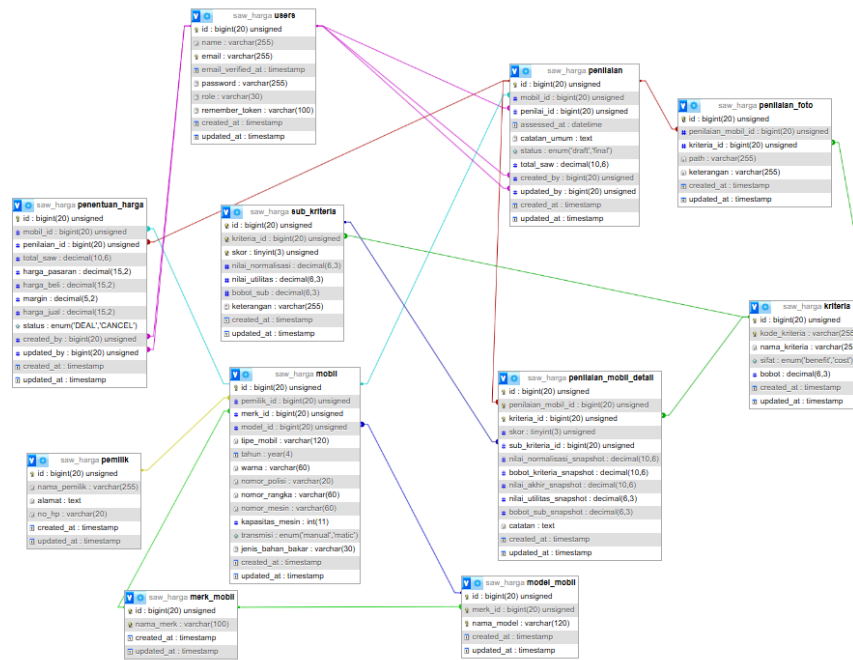 saw_harga users
id : bigint(20) unsigned
name : varchar(255)
email : varchar(255)
email_verified_at : timestamp
password : varchar(255)
role : varchar(30)
remember_token : varchar(100)
created_at : timestamp
updated_at : timestamp
saw_harga penilaian
id : bigint(20) unsigned
mobil_id : bigint(20) unsigned
penilai_id : bigint(20) unsigned
assessed_at : datetime
catatan_umum : text
status : enum('draft','final')
total_saw : decimal(10,6)
created_by : bigint(20) unsigned
updated_by : bigint(20) unsigned
created_at : timestamp
updated_at : timestamp
saw_harga penilaian_foto
id : bigint(20) unsigned
penilaian_mobil_id : bigint(20) unsigned
kriteria_id : bigint(20) unsigned
path : varchar(255)
keterangan : varchar(255)
created_at : timestamp
updated_at : timestamp
saw_harga penentuan_harga
id : bigint(20) unsigned
mobil_id : bigint(20) unsigned
penilaian_id : bigint(20) unsigned
total_saw : decimal(10,6)
harga_pasaran : decimal(15,2)
harga_beli : decimal(15,2)
margin : decimal(5,2)
harga_jual : decimal(15,2)
status : enum('DEAL','CANCEL')
created_by : bigint(20) unsigned
updated_by : bigint(20) unsigned
created_at : timestamp
updated_at : timestamp
saw_harga sub_kriteria
id : bigint(20) unsigned
kriteria_id : bigint(20) unsigned
skor : tinyint(3) unsigned
nilai_normalisasi : decimal(6,3)
nilai_utilitas : decimal(6,3)
bobot_sub : decimal(6,3)
keterangan : varchar(255)
created_at : timestamp
updated_at : timestamp
saw_harga kriteria
id : bigint(20) unsigned
kode_kriteria : varchar(255
nama_kriteria : varchar(25
sifat : enum('benefit','cost')
bobot : decimal(6,3)
created_at : timestamp
updated_at : timestamp
saw_harga mobil
id : bigint(20) unsigned
pemilik_id : bigint(20) unsigned
merk_id : bigint(20) unsigned
model_id : bigint(20) unsigned
tipe_mobil : varchar(120)
tahun : year(4)
warna : varchar(60)
nomor_polisi : varchar(20)
nomor_rangka : varchar(60)
nomor_mesin : varchar(60)
kapasitas_mesin : int(11)
transmisi : enum('manual','matic')
jenis_bahan_bakar : varchar(30)
created_at : timestamp
updated_at : timestamp
saw_harga penilaian_mobil_detail
id : bigint(20) unsigned
penilaian_mobil_id : bigint(20) unsigned
kriteria_id : bigint(20) unsigned
skor : tinyint(3) unsigned
sub_kriteria_id : bigint(20) unsigned
nilai_normalisasi_snapshot : decimal(10,6)
bobot_kriteria_snapshot : decimal(10,6)
nilai_akhir_snapshot : decimal(10,6)
nilai_utilitas_snapshot : decimal(6,3)
bobot_sub_snapshot : decimal(6,3)
catatan : text
created_at : timestamp
updated_at : timestamp
saw_harga pemilik
id : bigint(20) unsigned
nama_pemilik : varchar(255)
alamat : text
no_hp : varchar(20)
created_at : timestamp
updated_at : timestamp
saw_harga merk_mobil
id : bigint(20) unsigned
nama_merk : varchar(100)
created_at : timestamp
updated_at : timestamp
saw_harga model_mobil
id : bigint(20) unsigned
merk_id : bigint(20) unsigned
nama_model : varchar(120)
created_at : timestamp
updated_at : timestamp